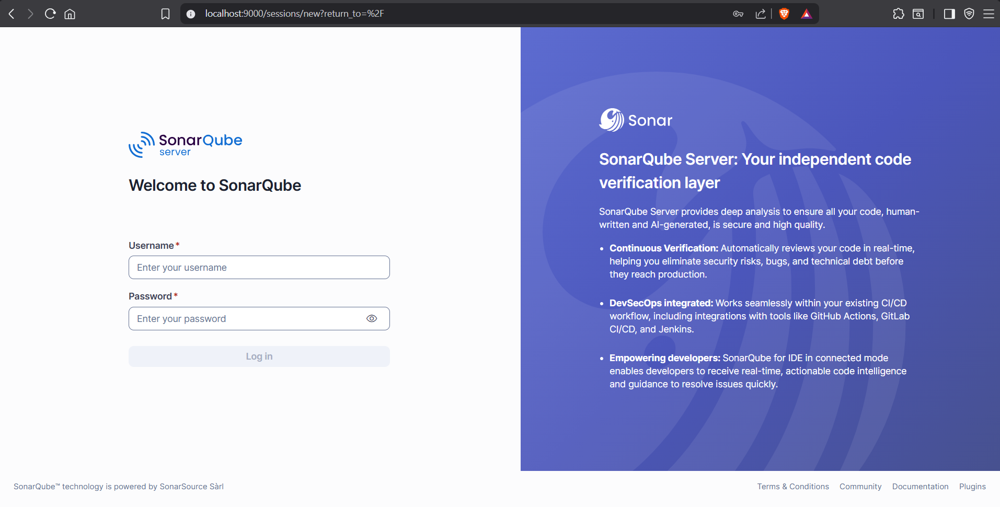 localhost:9000/sessions/new?return_to=%2F
SonarQube
server
Welcome to SonarQube
Username*
Enter your username
Password*
Enter your password
Log in
Sonar
SonarQube Server: Your independent code
verification layer
SonarQube Server provides deep analysis to ensure all your code, human-
written and AI-generated, is secure and high quality.
• Continuous Verification: Automatically reviews your code in real-time,
helping you eliminate security risks, bugs, and technical debt before
they reach production.
• DevSecOps integrated: Works seamlessly within your existing CI/CD
workflow, including integrations with tools like GitHub Actions, GitLab
CI/CD, and Jenkins.
• Empowering developers: SonarQube for IDE in connected mode
enables developers to receive real-time, actionable code intelligence
and guidance to resolve issues quickly.
SonarQube™ technology is powered by SonarSource Sàrl
Terms & Conditions Community Documentation Plugins